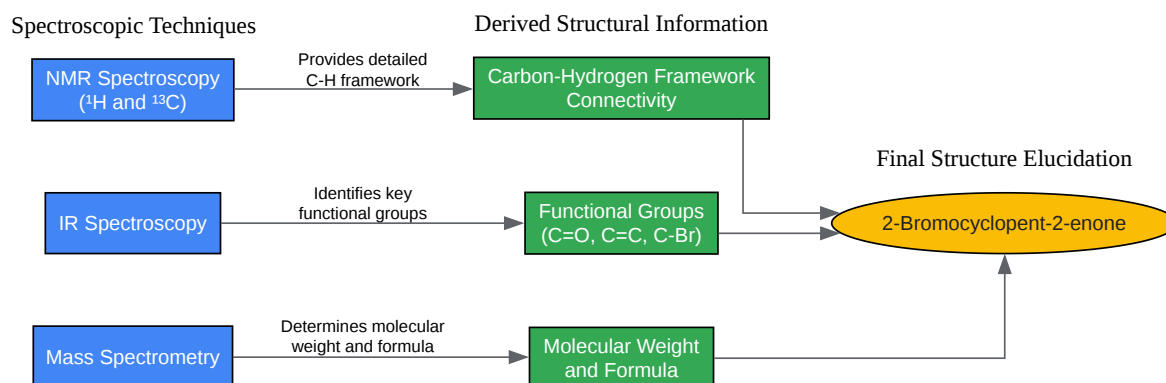 Spectroscopic Techniques
Derived Structural Information
NMR Spectroscopy
(¹H and ¹³C)
Provides detailed
C-H framework
Carbon-Hydrogen Framework
Connectivity
Final Structure Elucidation
IR Spectroscopy
Identifies key
functional groups
Functional Groups
(C=O, C=C, C-Br)
2-Bromocyclopent-2-enone
Mass Spectrometry
Determines molecular
weight and formula
Molecular Weight
and Formula